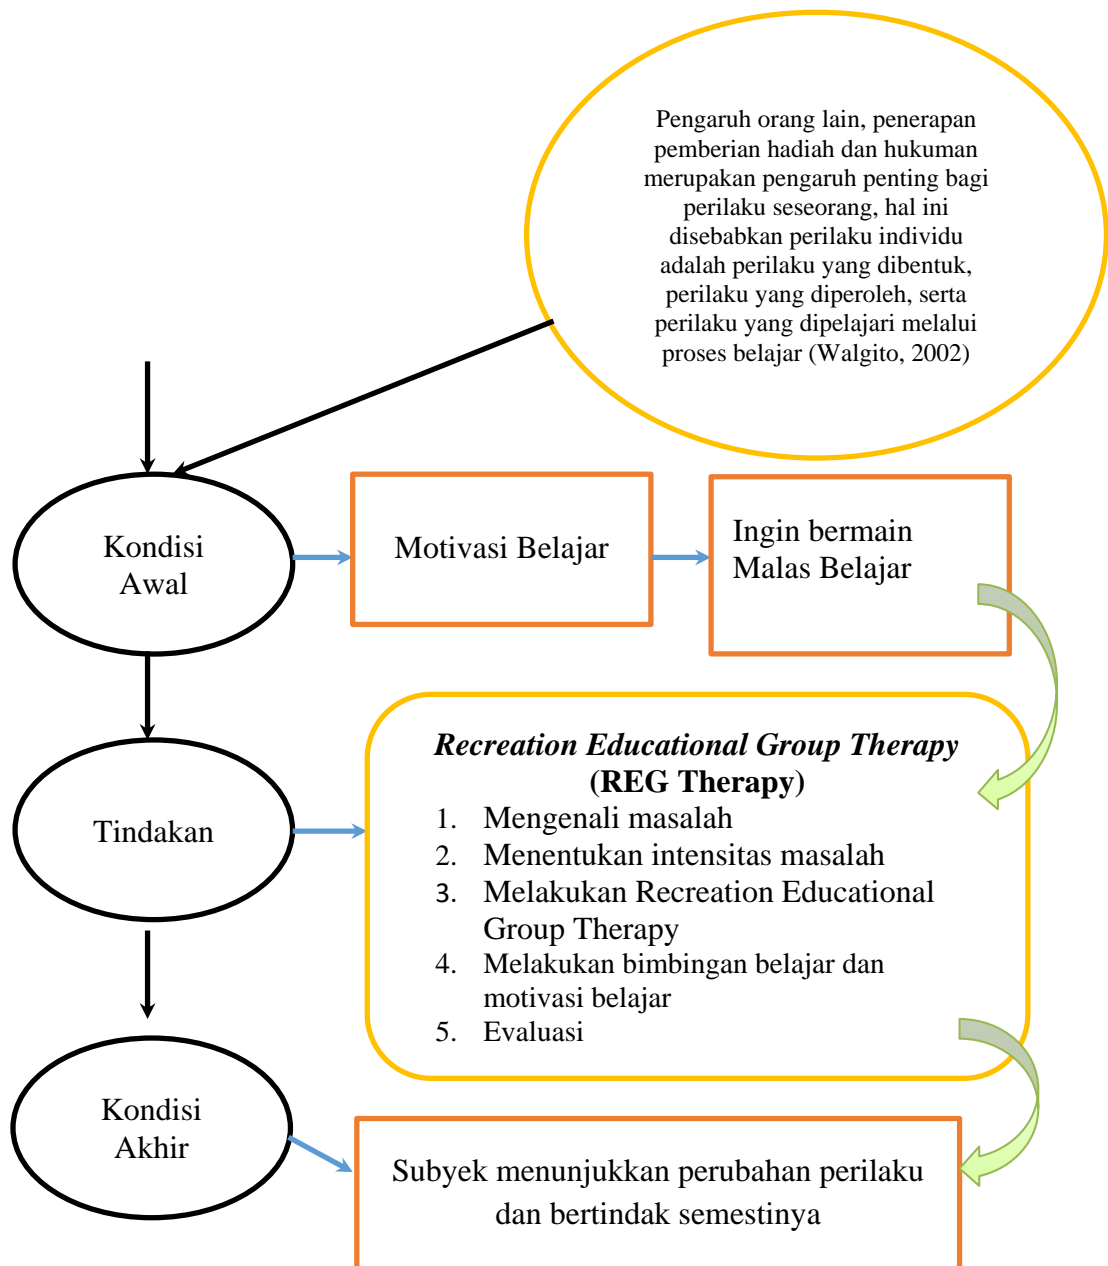 Pengaruh orang lain, penerapan
pemberian hadiah dan hukuman
merupakan pengaruh penting bagi
perilaku seseorang, hal ini
disebabkan perilaku individu
adalah perilaku yang dibentuk,
perilaku yang diperoleh, serta
perilaku yang dipelajari melalui
proses belajar (Walgito, 2002)
Kondisi
Awal
Motivasi Belajar
Ingin bermain
Malas Belajar
Tindakan
Recreation Educational Group Therapy
(REG Therapy)
1. Mengenali masalah
2. Menentukan intensitas masalah
3. Melakukan Recreation Educational
Group Therapy
4. Melakukan bimbingan belajar dan
motivasi belajar
5. Evaluasi
Kondisi
Akhir
Subyek menunjukkan perubahan perilaku
dan bertindak semestinya